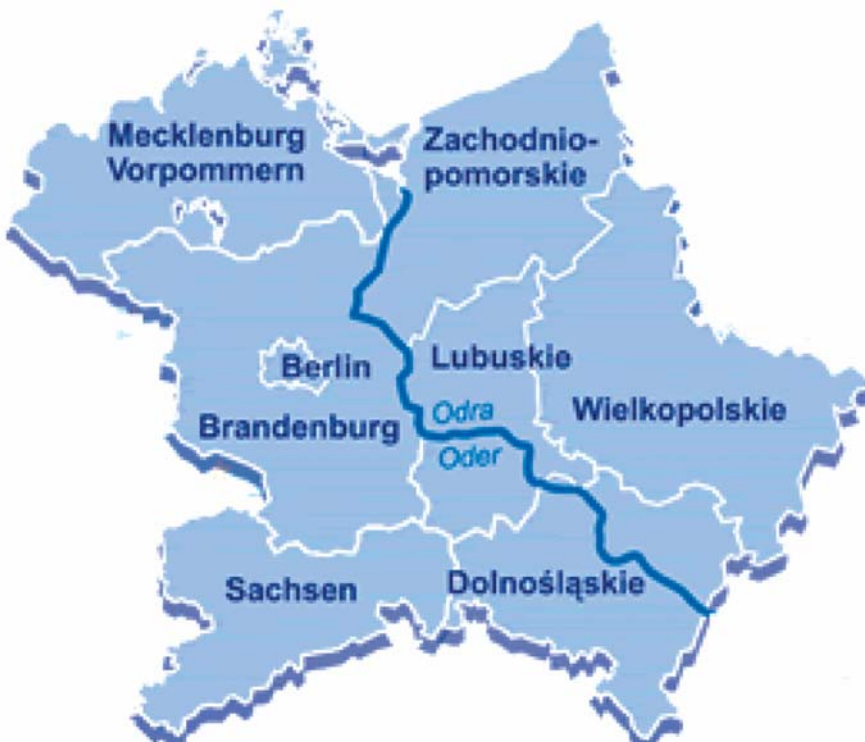 Mecklenburg
Vorpommern
Zachodnio-
pomorskie
Berlin
Lubuskie
Brandenburg
Odra
Oder
Wielkopolskie
Sachsen
Dolnośląskie